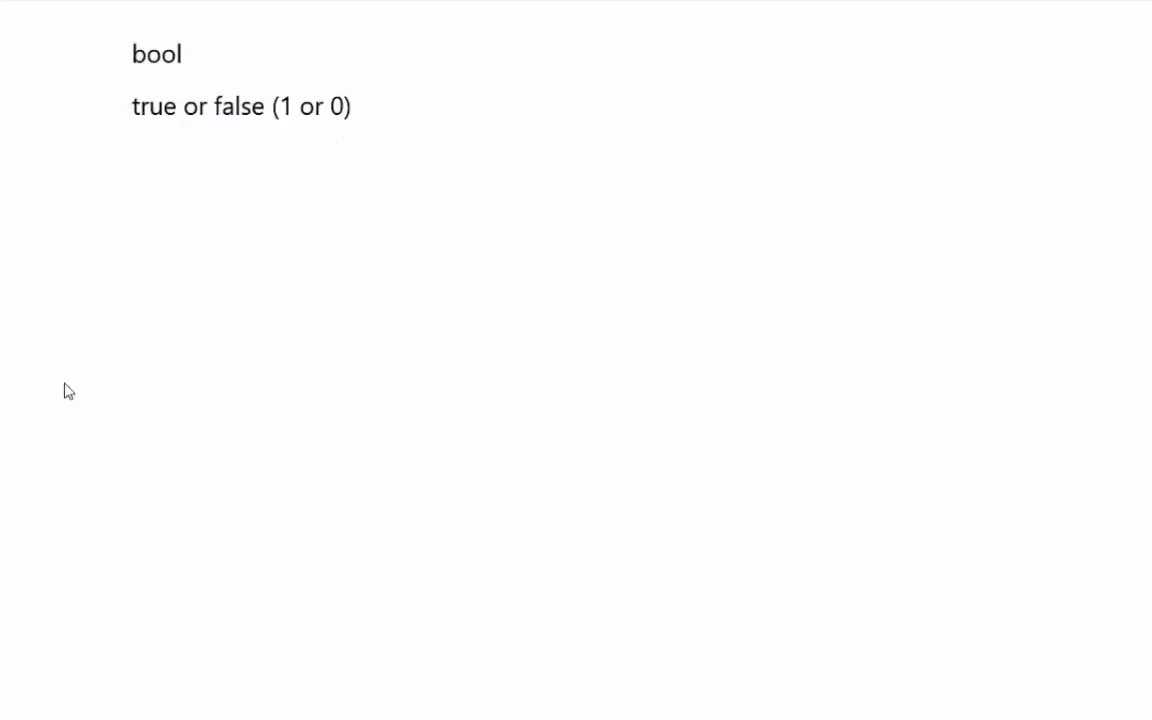 bool
true or false (1 or 0)